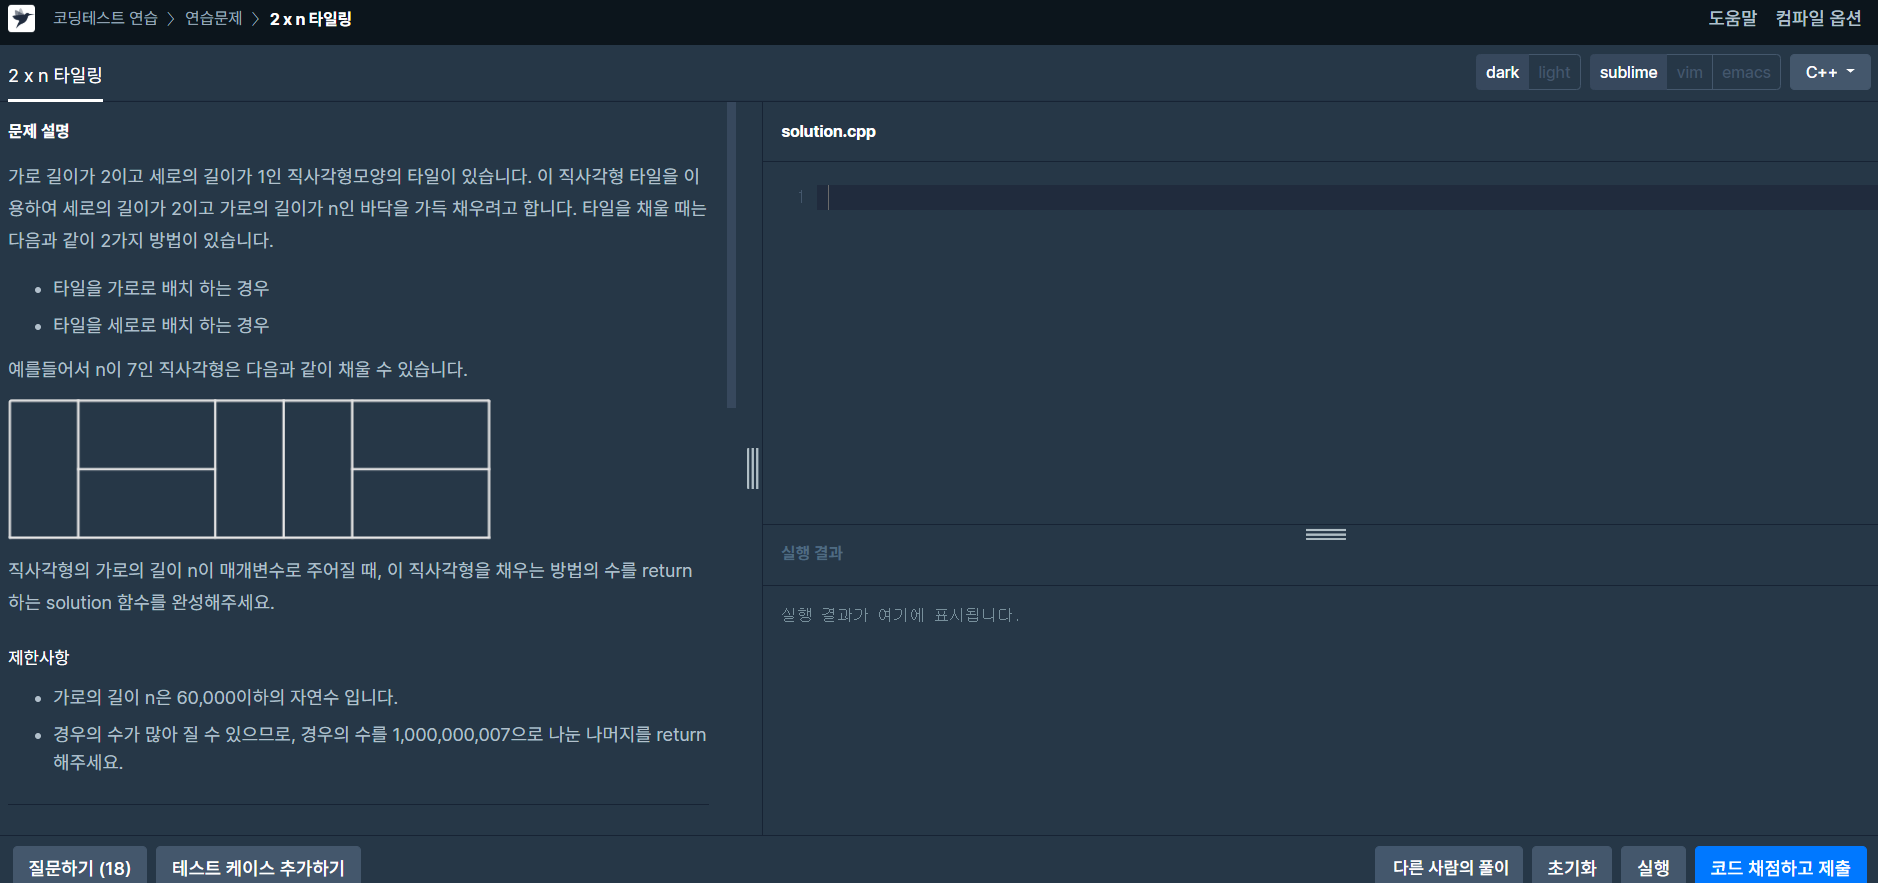 코딩테스트 연습 > 연습문제 > 2 x n 타일링
도움말 컴파일 옵션
2 x n 타일링
dark light sublime vim emacs C++
문제 설명
가로 길이가 2이고 세로의 길이가 1인 직사각형모양의 타일이 있습니다. 이 직사각형 타일을 이
용하여 세로의 길이가 2이고 가로의 길이가 n인 바닥을 가득 채우려고 합니다. 타일을 채울 때는
다음과 같이 2가지 방법이 있습니다.
• 타일을 가로로 배치 하는 경우
• 타일을 세로로 배치 하는 경우
예를들어서 n이 7인 직사각형은 다음과 같이 채울 수 있습니다.
직사각형의 가로의 길이 n이 매개변수로 주어질 때, 이 직사각형을 채우는 방법의 수를 return
하는 solution 함수를 완성해주세요.
제한사항
• 가로의 길이 n은 60,000이하의 자연수 입니다.
• 경우의 수가 많아 질 수 있으므로, 경우의 수를 1,000,000,007으로 나눈 나머지를 return
해주세요.
solution.cpp
1
실행 결과
실행 결과가 여기에 표시됩니다.
질문하기 (18) 테스트 케이스 추가하기
다른 사람의 풀이 초기화 실행 코드 채점하고 제출